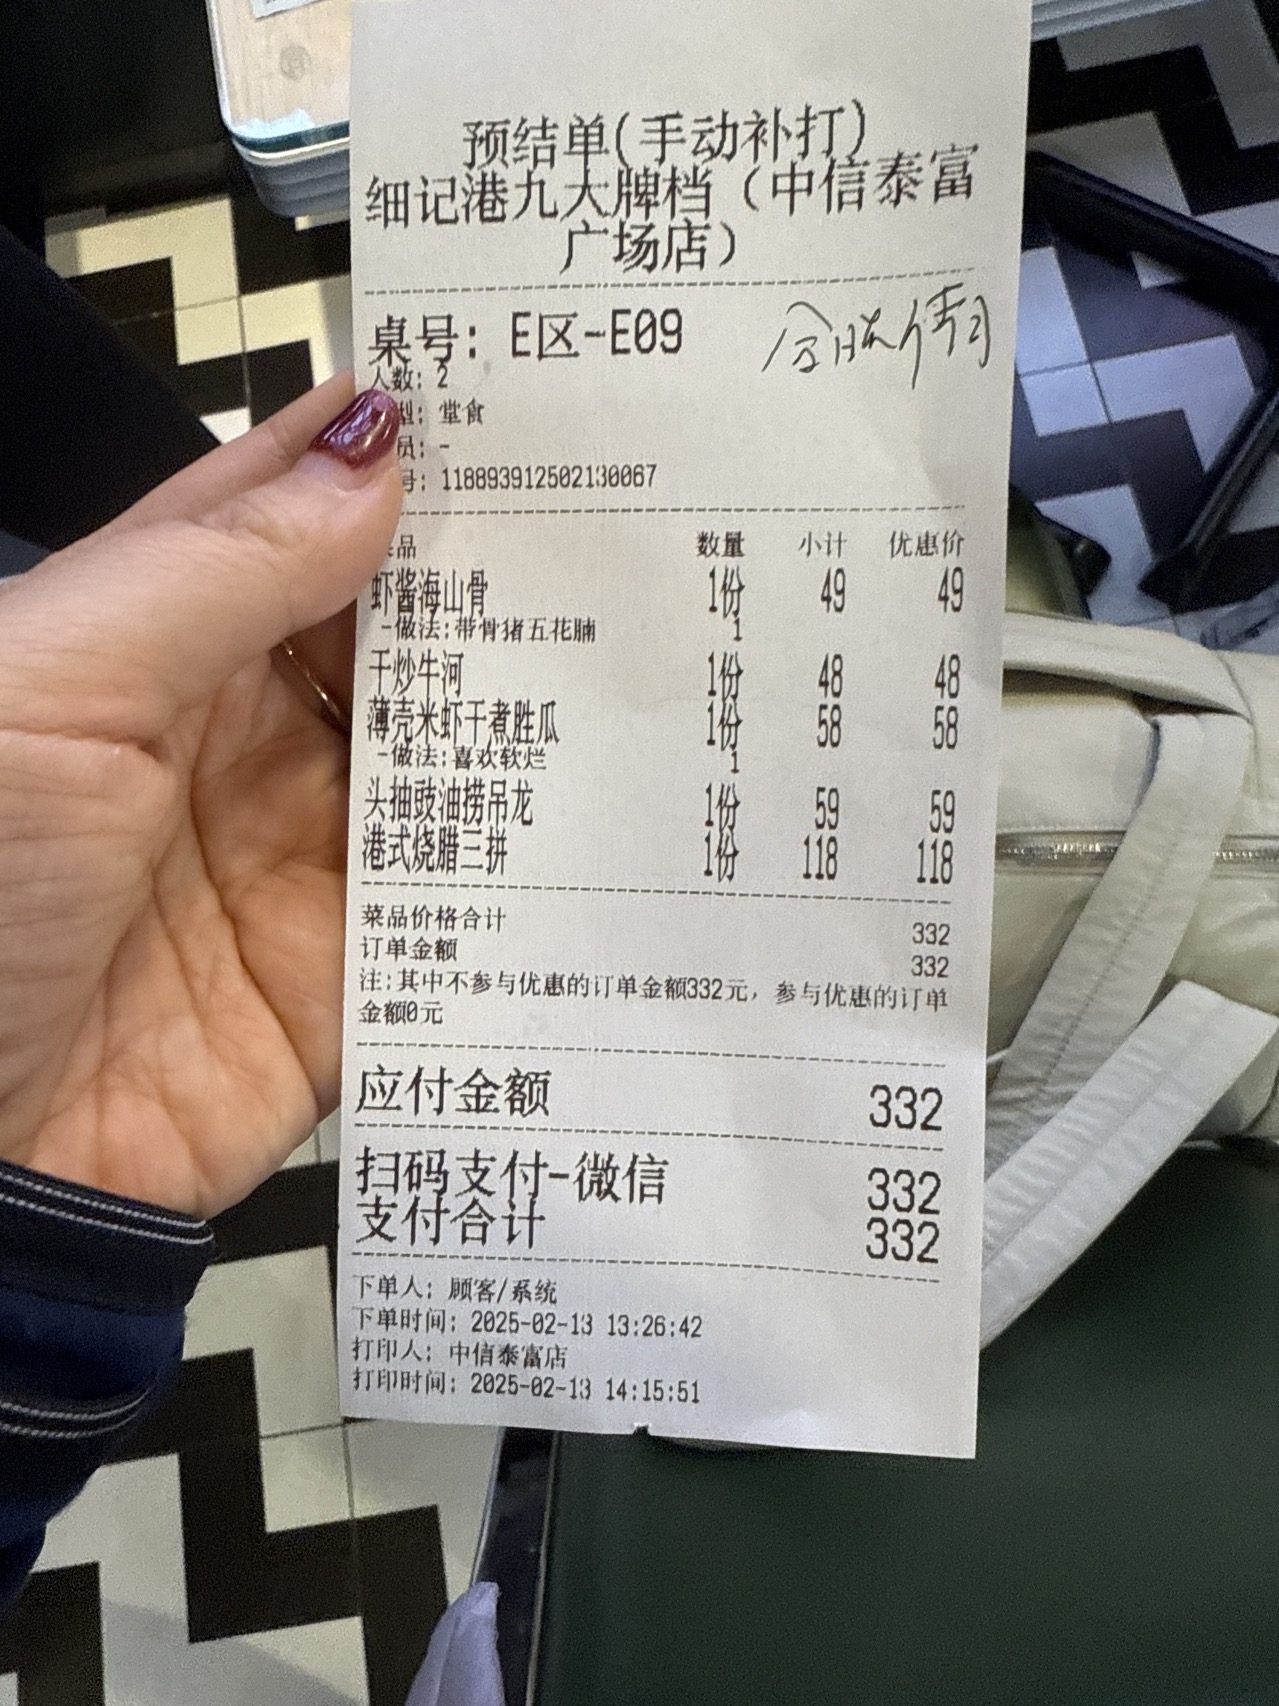 预结单(手动补打)
细记港九大牌档（中信泰富
广场店）
桌号: E区-E09
人数: 2
型: 堂食
员: -
号: 118893912502130067
品 数量 小计 优惠价
虾酱海山骨 1份 49 49
-做法:带骨猪五花腩 1
干炒牛河 1份 48 48
薄壳米虾干煮胜瓜 1份 58 58
-做法:喜欢软烂 1
头抽豉油捞吊龙 1份 59 59
港式烧腊三拼 1份 118 118
菜品价格合计 332
订单金额 332
注:其中不参与优惠的订单金额332元，参与优惠的订单
金额0元
应付金额 332
扫码支付-微信 332
支付合计 332
下单人: 顾客/系统
下单时间: 2025-02-13 13:26:42
打印人: 中信泰富店
打印时间: 2025-02-13 14:15:51